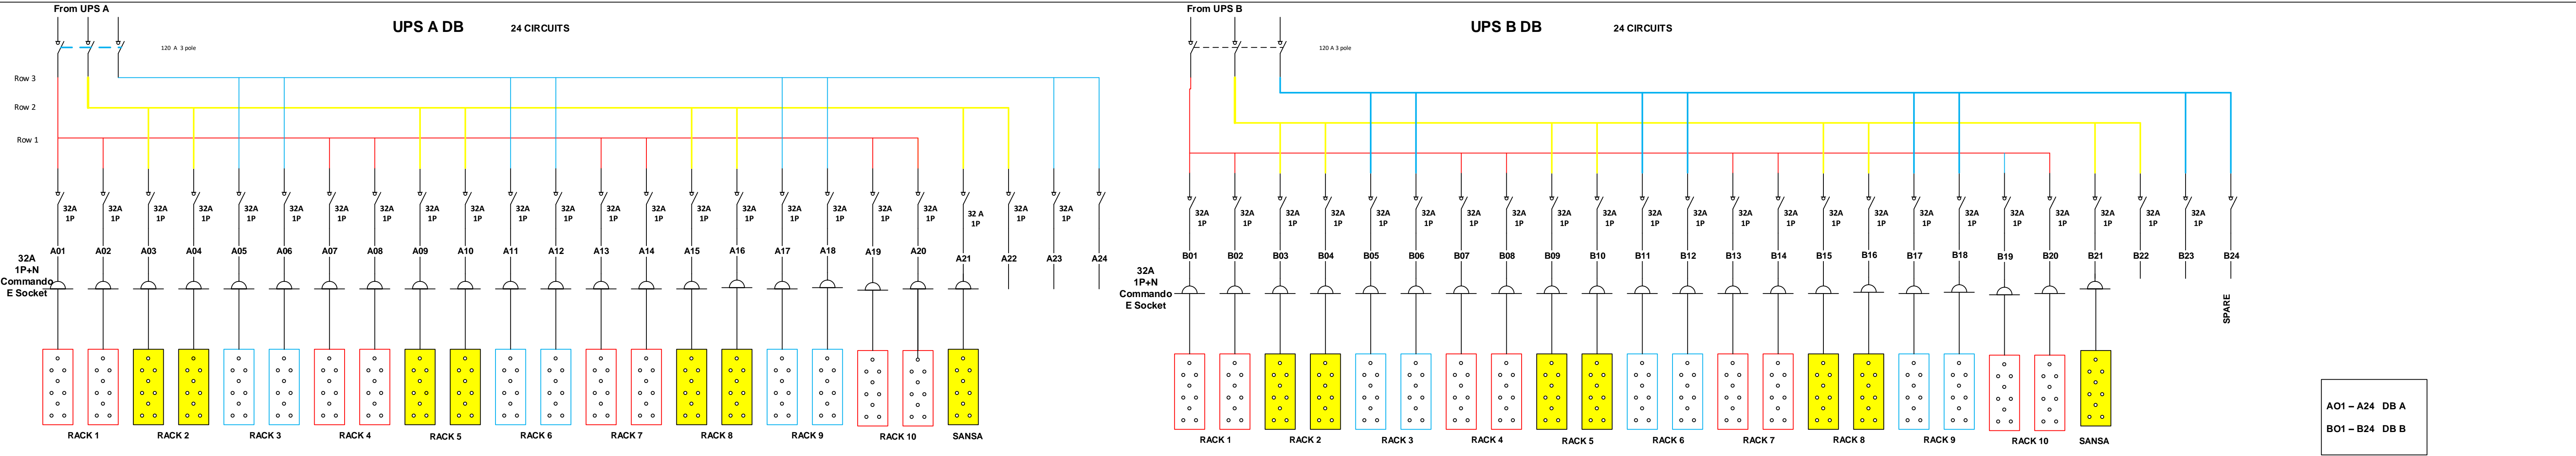 From UPS A
UPS A DB
24 CIRCUITS
120 A 3 pole
Row 3
Row 2
Row 1
32A 32A 32A 32A 32A 32A 32A 32A 32A 32A 32A 32A 32A 32A 32A 32A 32A 32A 32A 32A 32 A 32A 32A
1P 1P 1P 1P 1P 1P 1P 1P 1P 1P 1P 1P 1P 1P 1P 1P 1P 1P 1P 1P 1P 1P 1P
A01 A02 A03 A04 A05 A06 A07 A08 A09 A10 A11 A12 A13 A14 A15 A16 A17 A18 A19 A20 A21 A22 A23 A24
32A
1P+N
Commando
E Socket
RACK 1 RACK 2 RACK 3 RACK 4 RACK 5 RACK 6 RACK 7 RACK 8 RACK 9 RACK 10 SANSA
From UPS B
UPS B DB
24 CIRCUITS
120 A 3 pole
32A 32A 32A 32A 32A 32A 32A 32A 32A 32A 32A 32A 32A 32A 32A 32A 32A 32A 32A 32A 32A 32A 32A
1P 1P 1P 1P 1P 1P 1P 1P 1P 1P 1P 1P 1P 1P 1P 1P 1P 1P 1P 1P 1P 1P 1P
B01 B02 B03 B04 B05 B06 B07 B08 B09 B10 B11 B12 B13 B14 B15 B16 B17 B18 B19 B20 B21 B22 B23 B24
32A
1P+N
Commando
E Socket
SPARE
RACK 1 RACK 2 RACK 3 RACK 4 RACK 5 RACK 6 RACK 7 RACK 8 RACK 9 RACK 10 SANSA
AO1 – A24 DB A
BO1 – B24 DB B